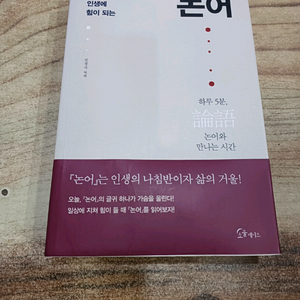 인생에
힘이 되는
논어
하루 5분,
論語
논어와
만나는 시간
『논어』는 인생의 나침반이자 삶의 거울!
오늘, 『논어』의 글귀 하나가 가슴을 울린다!
일상에 지쳐 힘이 들 때 『논어』를 읽어보자!